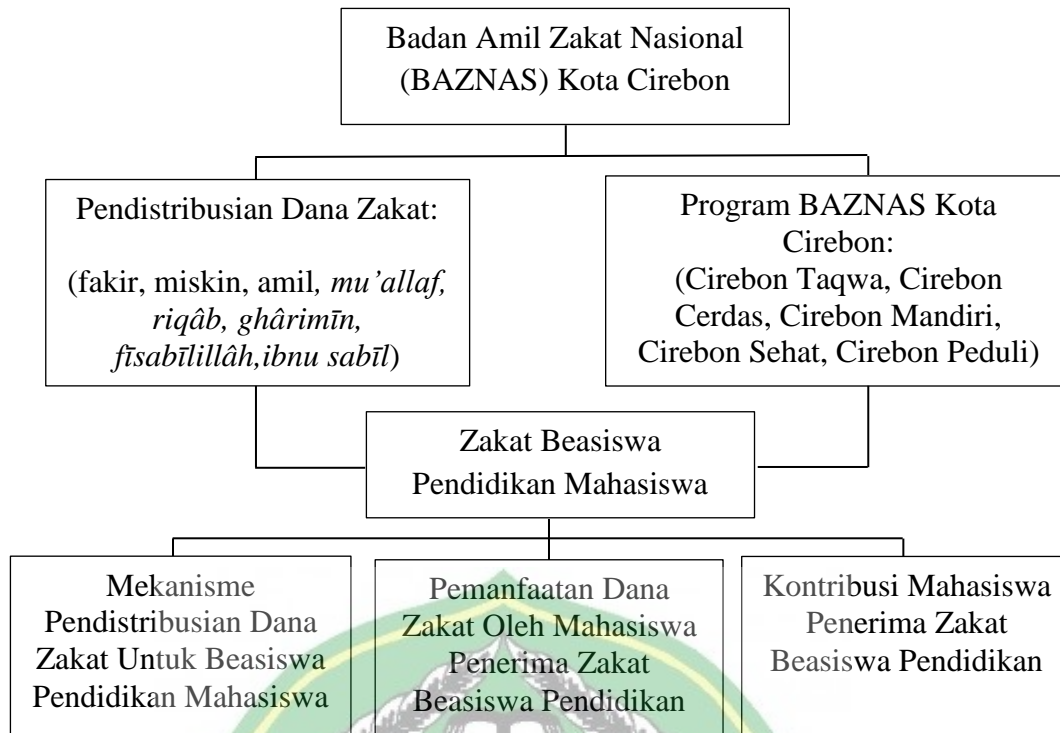 Badan Amil Zakat Nasional
(BAZNAS) Kota Cirebon
Pendistribusian Dana Zakat:
(fakir, miskin, amil, mu’allaf,
riqâb, ghârimīn,
fīsabīlillâh,ibnu sabīl)
Program BAZNAS Kota
Cirebon:
(Cirebon Taqwa, Cirebon
Cerdas, Cirebon Mandiri,
Cirebon Sehat, Cirebon Peduli)
Zakat Beasiswa
Pendidikan Mahasiswa
Mekanisme
Pendistribusian Dana
Zakat Untuk Beasiswa
Pendidikan Mahasiswa
Pemanfaatan Dana
Zakat Oleh Mahasiswa
Penerima Zakat
Beasiswa Pendidikan
Kontribusi Mahasiswa
Penerima Zakat
Beasiswa Pendidikan